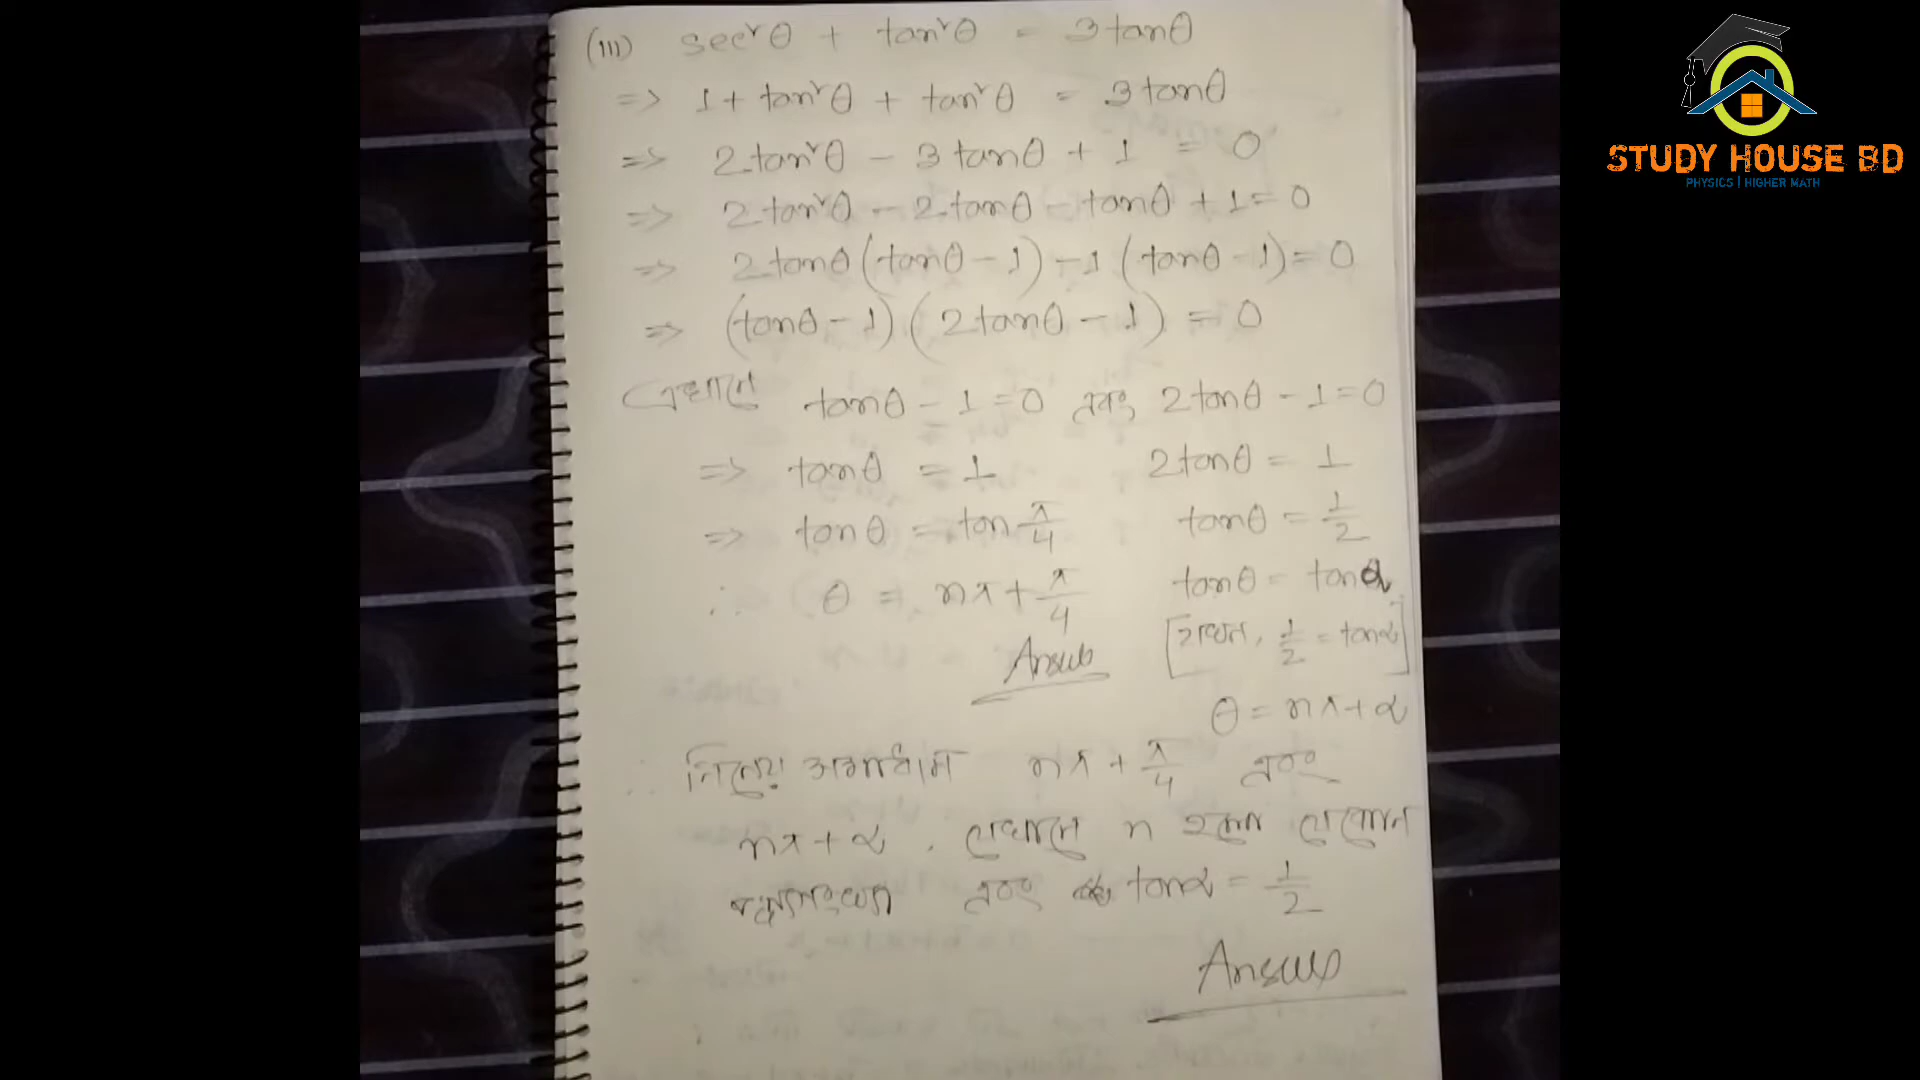 (III) sec²θ + tan²θ = 3tanθ
=> 1 + tan²θ + tan²θ = 3tanθ
=> 2tan²θ - 3tanθ + 1 = 0
=> 2tan²θ - 2tanθ - tanθ + 1 = 0
=> 2tanθ(tanθ - 1) - 1(tanθ - 1) = 0
=> (tanθ - 1)(2tanθ - 1) = 0
এখানে tanθ - 1 = 0 এবং 2tanθ - 1 = 0
=> tanθ = 1 2tanθ = 1
=> tanθ = tan π/4 tanθ = 1/2
tanθ = tanα
∴ θ = nπ + π/4
[যেখানে, 1/2 = tanα]
Answer
θ = nπ + α
∴ নির্ণেয় সমাধান nπ + π/4 এবং
nπ + α, যেখানে n হলো যেকোন
পূর্ণসংখ্যা এবং tanα = 1/2
Answer
STUDY HOUSE BD
PHYSICS | HIGHER MATH